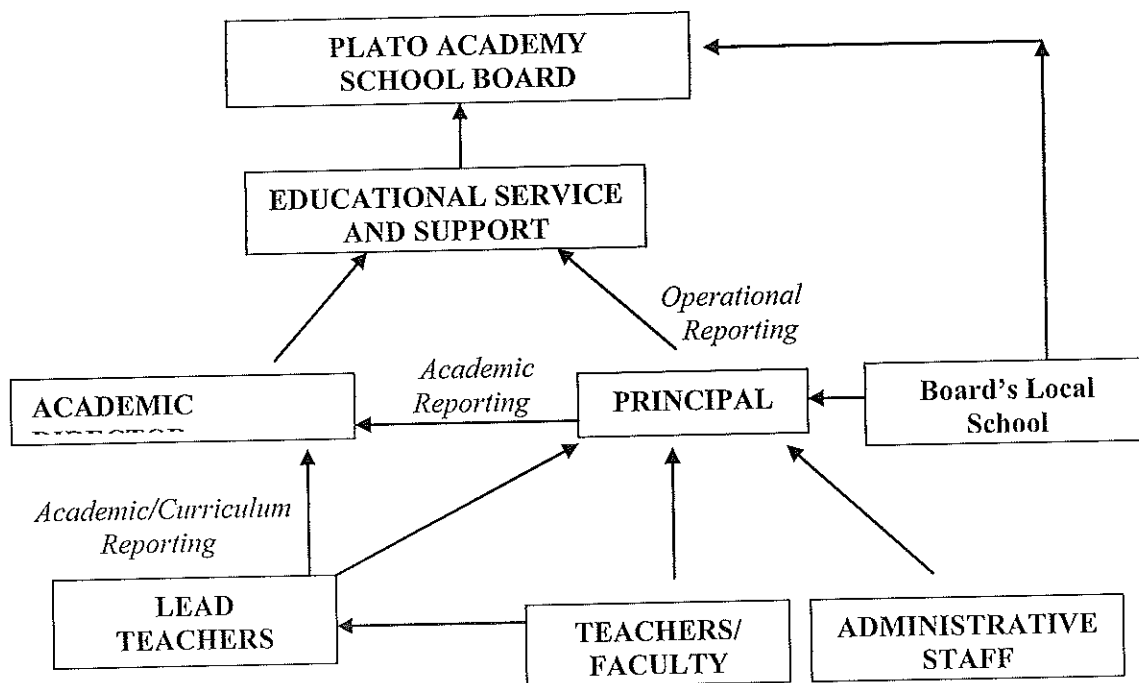 PLATO ACADEMY
SCHOOL BOARD
EDUCATIONAL SERVICE
AND SUPPORT
Operational
Reporting
Academic
Reporting
ACADEMIC
PRINCIPAL
Board's Local
School
Academic/Curriculum
Reporting
LEAD
TEACHERS
TEACHERS/
FACULTY
ADMINISTRATIVE
STAFF